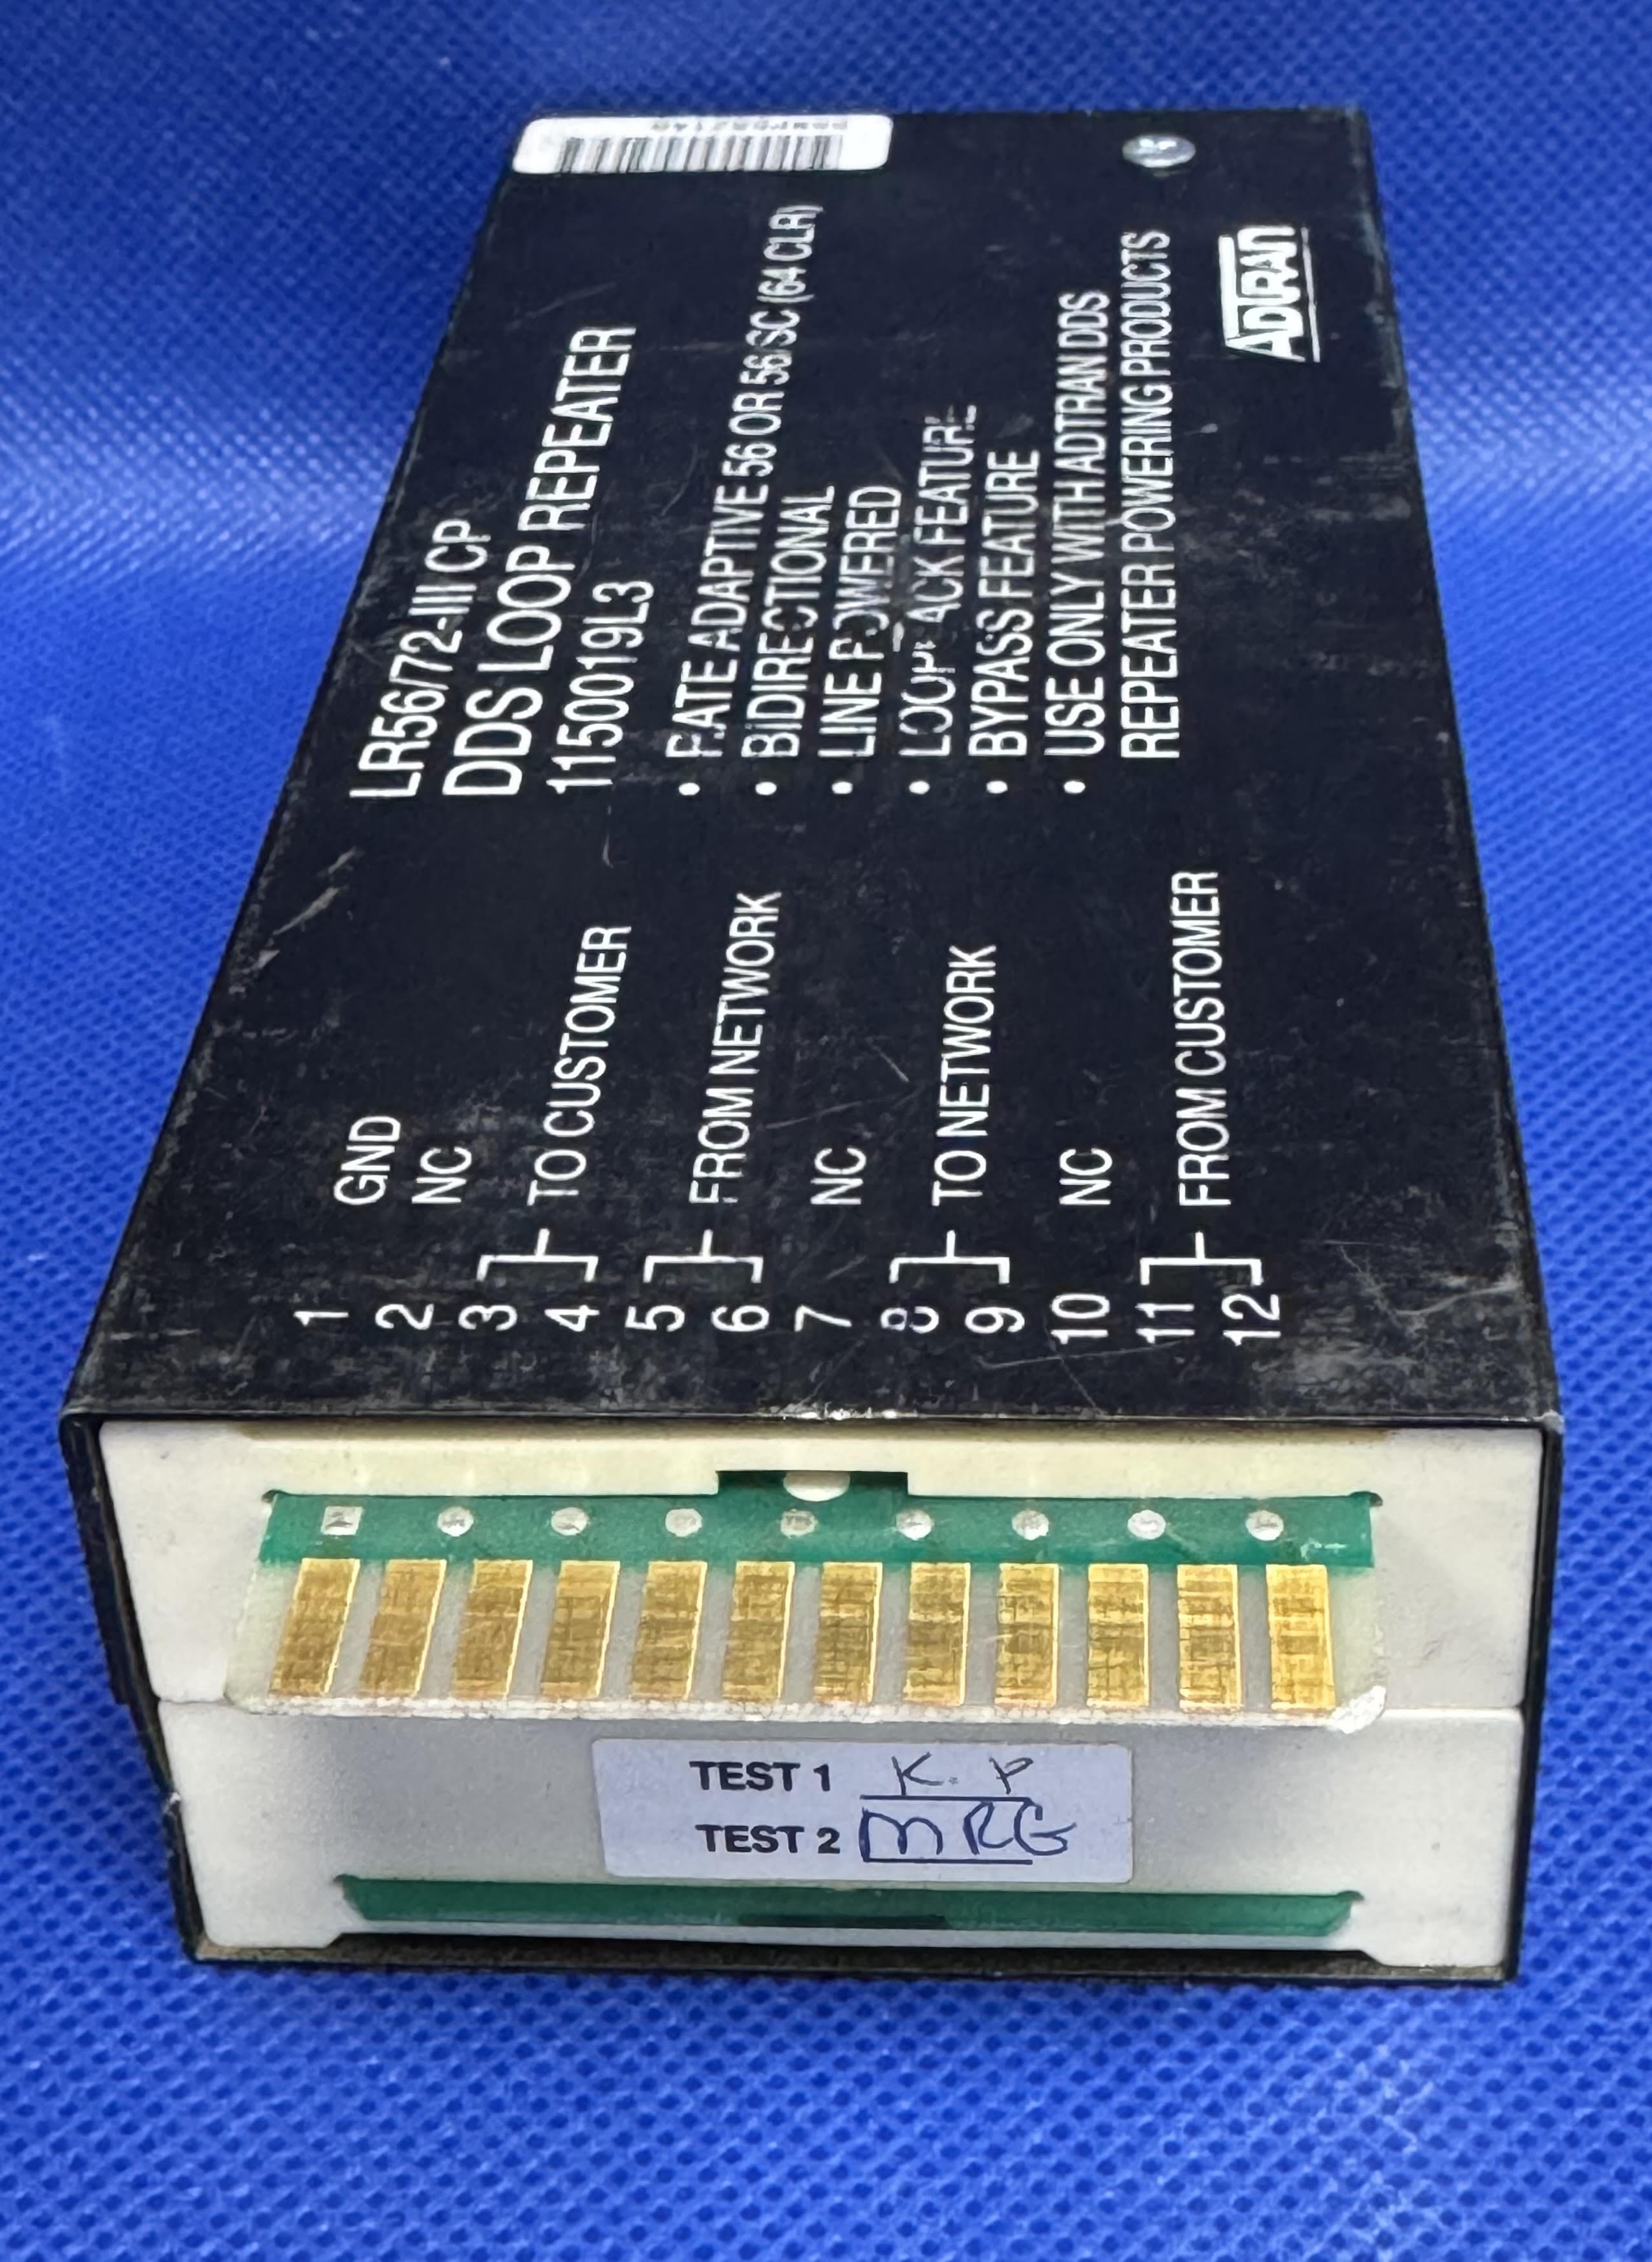 LR56/72-III CP
DDS LOOP REPEATER
1150019L3
• RATE ADAPTIVE 56 OR 56/SC (64 CLR)
• BIDIRECTIONAL
• LINE POWERED
• LOOPBACK FEATURE
• BYPASS FEATURE
• USE ONLY WITH ADTRAN DDS
REPEATER POWERING PRODUCTS
ADTRAN
1 GND
2 NC
3
4 TO CUSTOMER
5
6 FROM NETWORK
7 NC
8
9 TO NETWORK
10 NC
11
12 FROM CUSTOMER
TEST 1 K. P
TEST 2 MRG